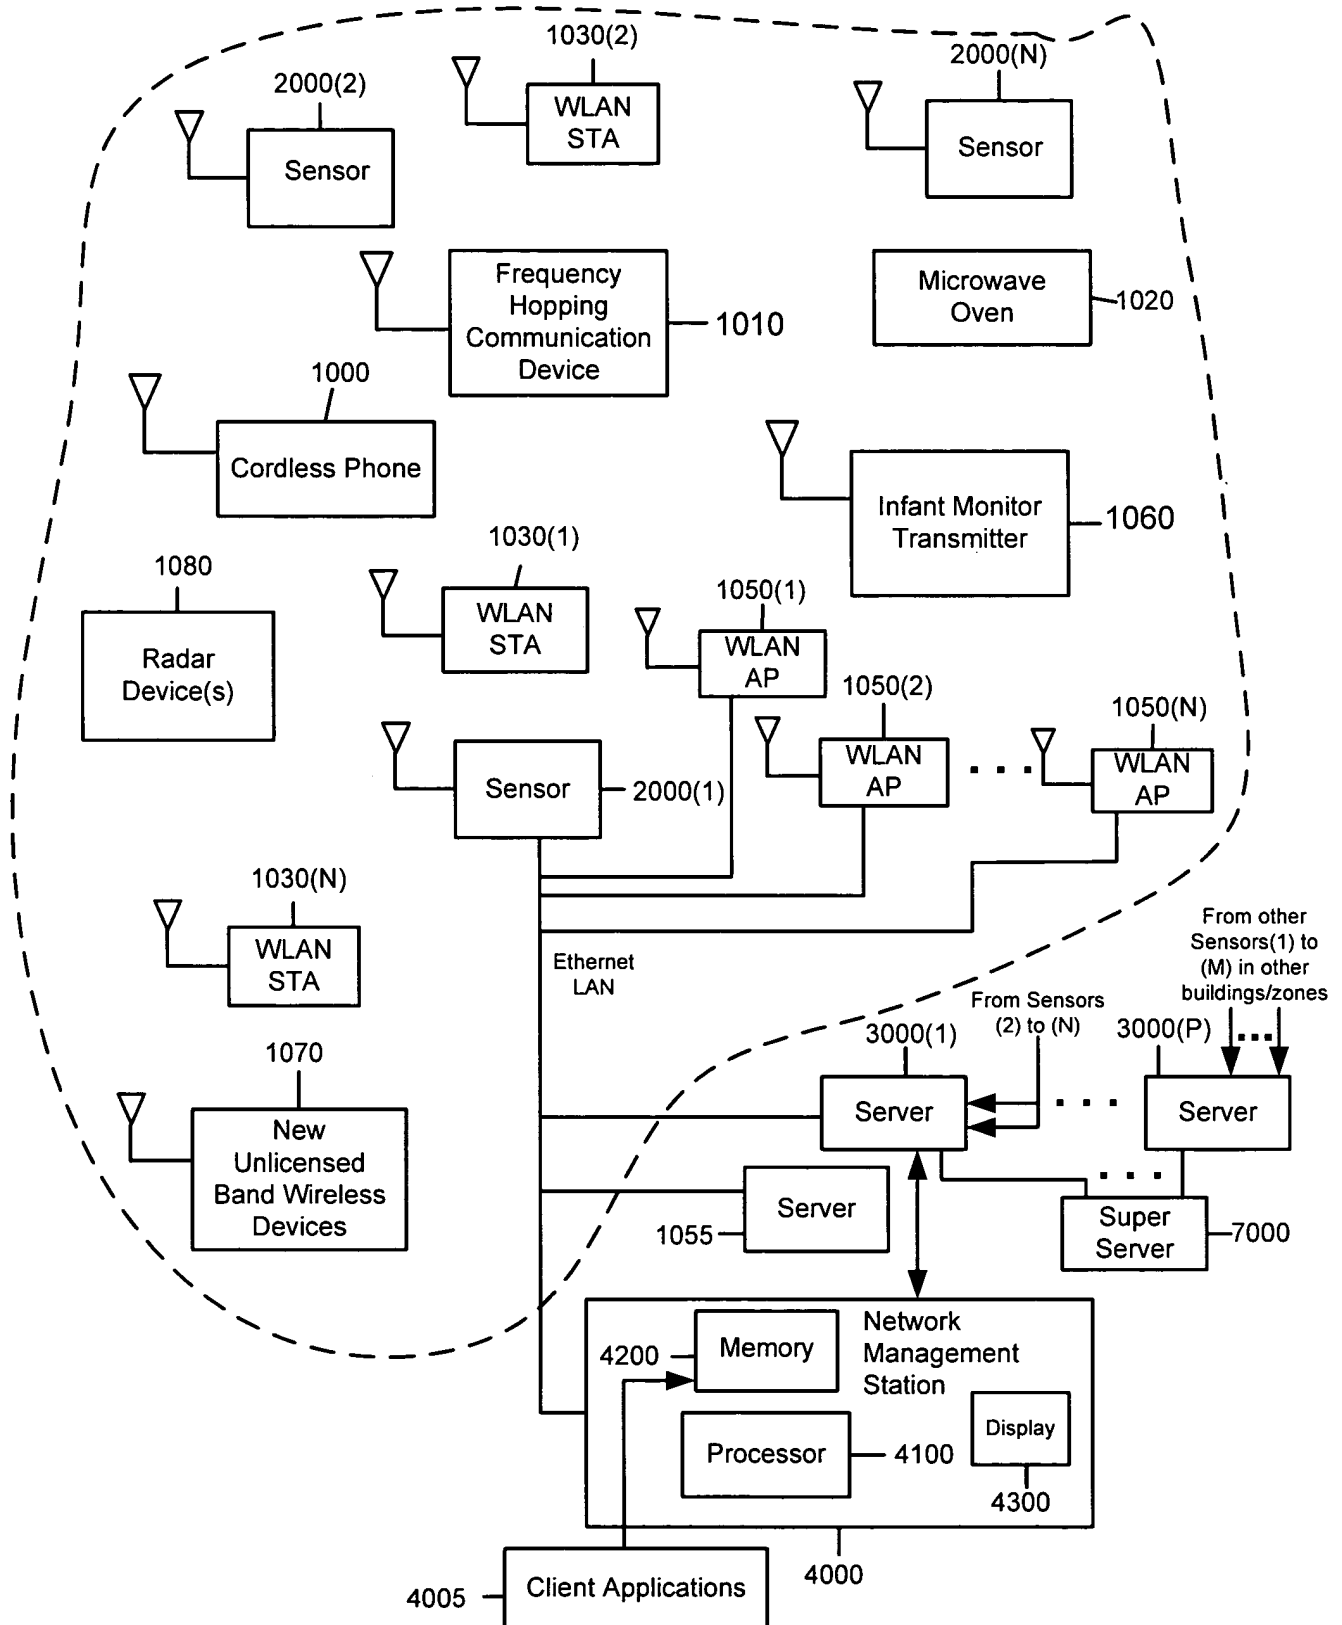 1030(2)
WLAN
STA
2000(2)
Sensor
2000(N)
Sensor
Frequency
Hopping
Communication
Device
1010
Microwave
Oven
1020
1000
Cordless Phone
Infant Monitor
Transmitter
1060
1030(1)
WLAN
STA
1080
Radar
Device(s)
1050(1)
WLAN
AP
1050(2)
WLAN
AP
1050(N)
WLAN
AP
Sensor
2000(1)
1030(N)
WLAN
STA
Ethernet
LAN
From other
Sensors(1) to
(M) in other
buildings/zones
From Sensors
(2) to (N)
3000(1)
Server
3000(P)
Server
1070
New
Unlicensed
Band Wireless
Devices
Server
1055
Super
Server
7000
Network
Management
Station
Memory
4200
Processor
4100
Display
4300
4000
Client Applications
4005